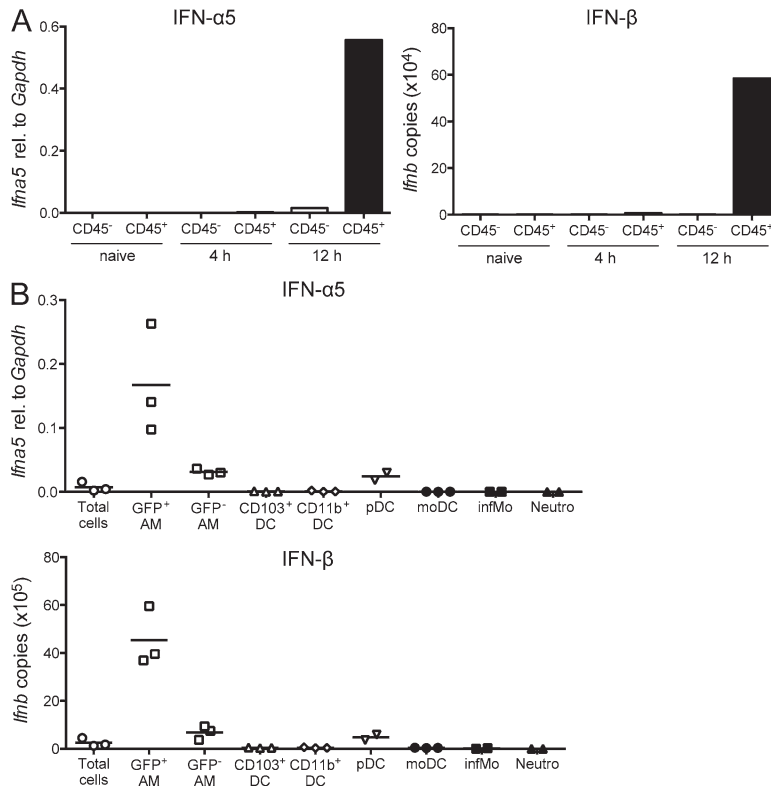 A
IFN-α5
Ifna5 rel. to Gapdh
0.6
0.4
0.2
0.0
CD45- CD45+ CD45- CD45+ CD45- CD45+
naive 4 h 12 h
IFN-β
Ifnb copies (x10⁴)
80
60
40
20
0
CD45- CD45+ CD45- CD45+ CD45- CD45+
naive 4 h 12 h
B
IFN-α5
Ifna5 rel. to Gapdh
0.3
0.2
0.1
0.0
Total GFP+ GFP- CD103+ CD11b+ pDC moDC infMo Neutro
cells AM AM DC DC
IFN-β
Ifnb copies (x10⁵)
80
60
40
20
0
Total GFP+ GFP- CD103+ CD11b+ pDC moDC infMo Neutro
cells AM AM DC DC